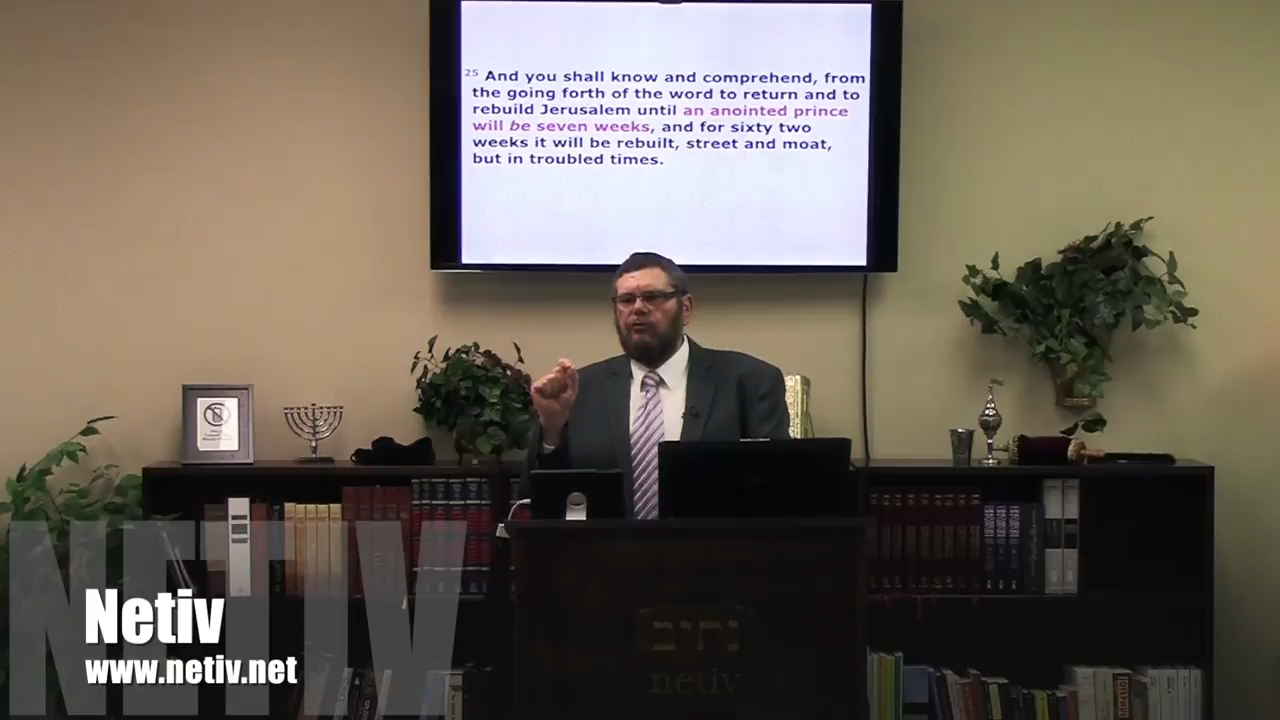 25 And you shall know and comprehend, from
the going forth of the word to return and to
rebuild Jerusalem until an anointed prince
will be seven weeks, and for sixty two
weeks it will be rebuilt, street and moat,
but in troubled times.
נתיב
netiv
NETIV
Netiv
www.netiv.net